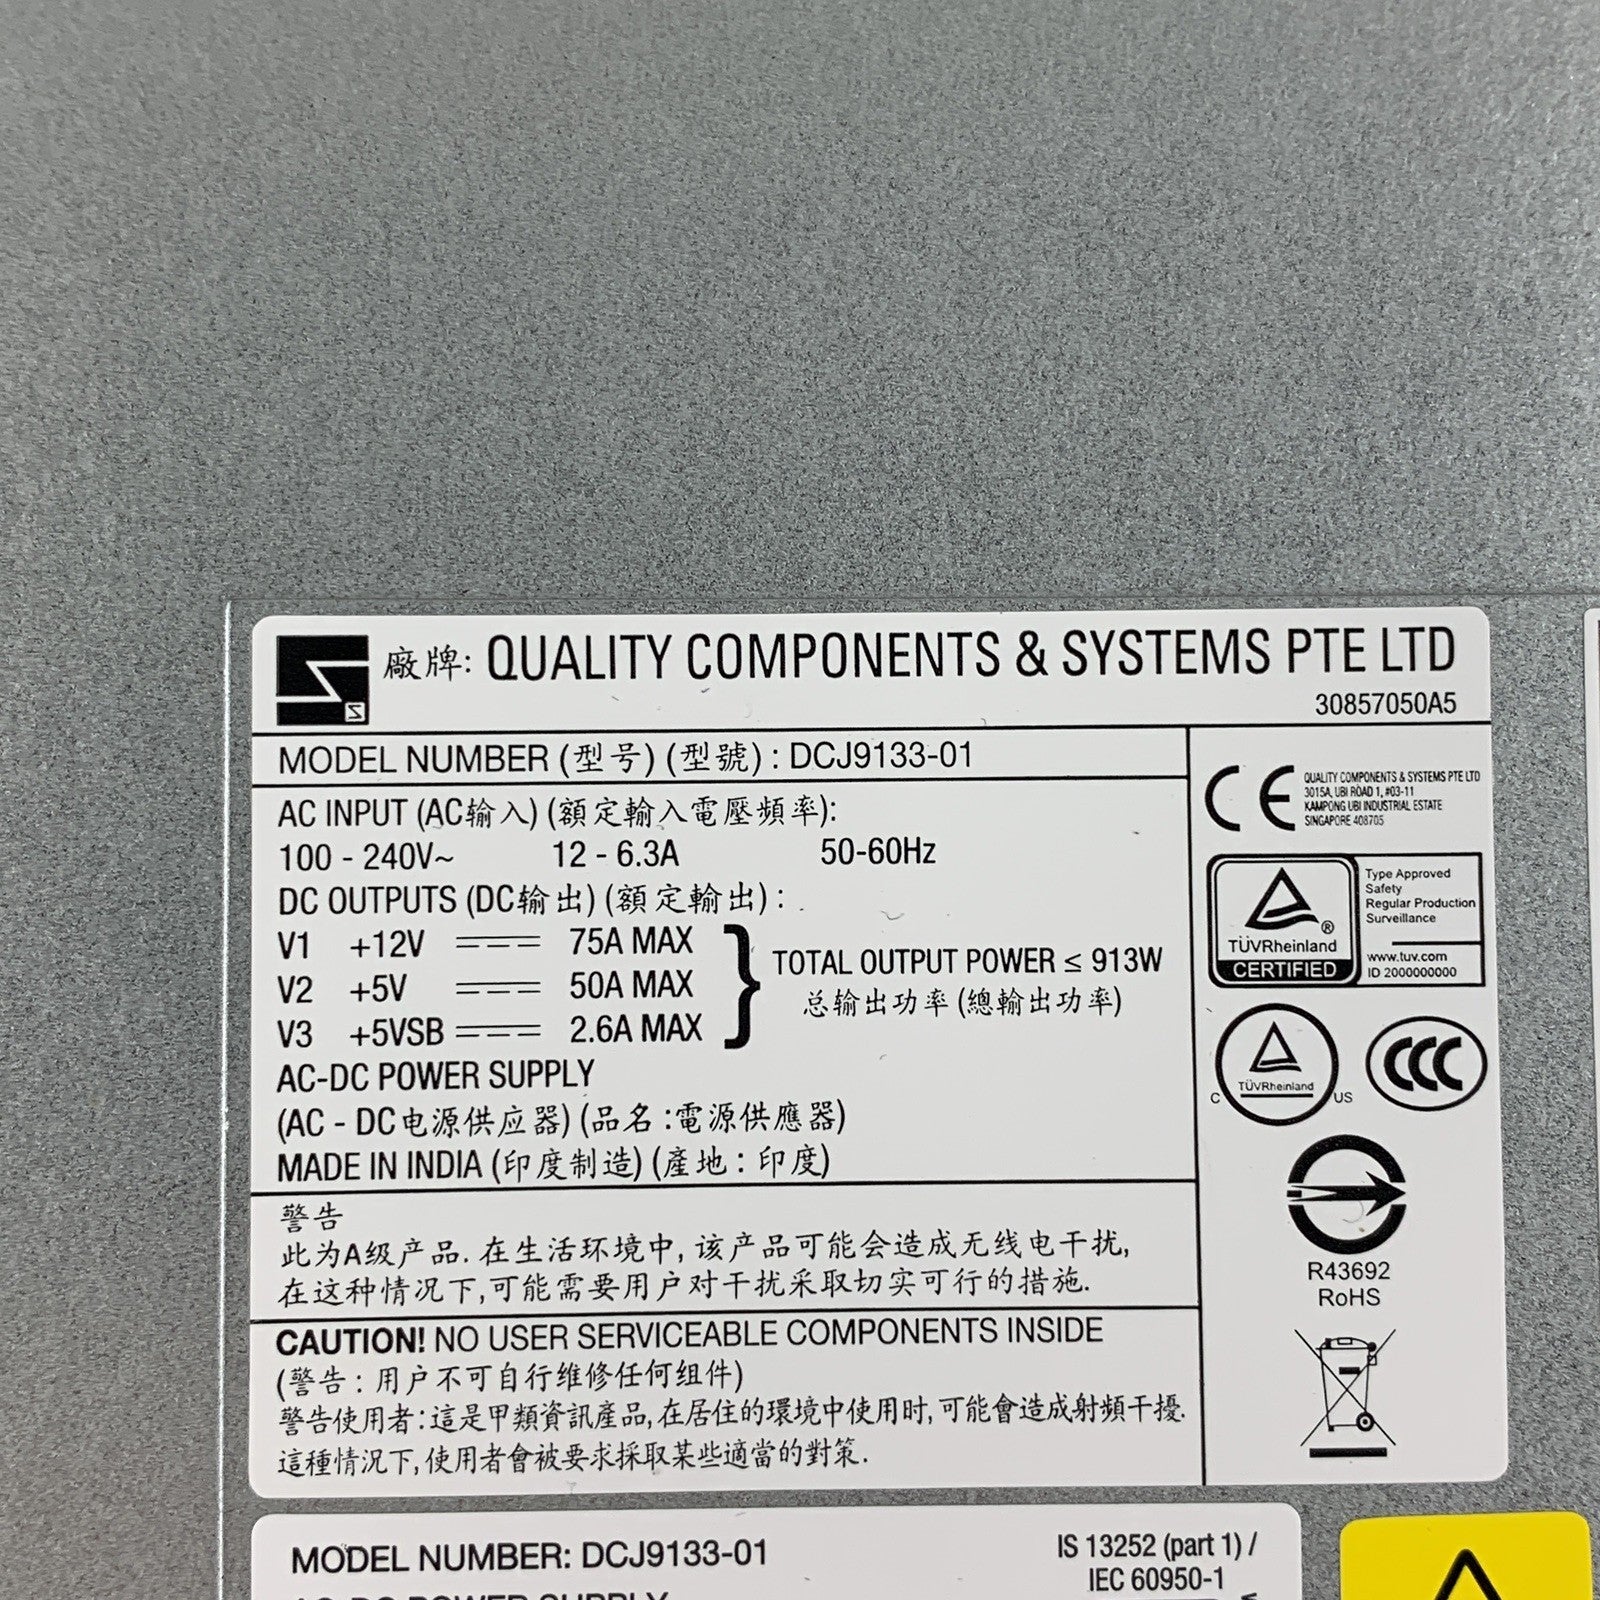 廠牌: QUALITY COMPONENTS & SYSTEMS PTE LTD
30857050A5
MODEL NUMBER (型号) (型號) : DCJ9133-01
AC INPUT (AC输入) (額定輸入電壓頻率):
100 - 240V~ 12 - 6.3A 50-60Hz
DC OUTPUTS (DC输出) (額定輸出) :
V1 +12V 75A MAX
V2 +5V 50A MAX
V3 +5VSB 2.6A MAX
TOTAL OUTPUT POWER ≤ 913W
总输出功率 (總輸出功率)
AC-DC POWER SUPPLY
(AC - DC电源供应器) (品名:電源供應器)
MADE IN INDIA (印度制造) (產地 : 印度)
警告
此为A级产品. 在生活环境中, 该产品可能会造成无线电干扰,
在这种情况下,可能需要用户对干扰采取切实可行的措施.
CAUTION! NO USER SERVICEABLE COMPONENTS INSIDE
(警告 : 用户不可自行维修任何组件)
警告使用者:這是甲類資訊產品,在居住的環境中使用时,可能會造成射頻干擾.
這種情況下,使用者會被要求採取某些適當的對策.
CE
QUALITY COMPONENTS & SYSTEMS PTE LTD
3015A, UBI ROAD 1, #03-11
KAMPONG UBI INDUSTRIAL ESTATE
SINGAPORE 408705
®
TÜVRheinland
CERTIFIED
Type Approved
Safety
Regular Production
Surveillance
www.tuv.com
ID 2000000000
TÜVRheinland
C US
CCC
R43692
RoHS
MODEL NUMBER: DCJ9133-01
IS 13252 (part 1) /
IEC 60950-1
AC-DC POWER SUPPLY